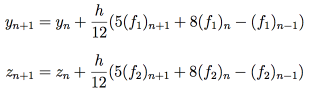 y_{n+1} = y_n + \frac{h}{12}(5(f_1)_{n+1} + 8(f_1)_n - (f_1)_{n-1})
z_{n+1} = z_n + \frac{h}{12}(5(f_2)_{n+1} + 8(f_2)_n - (f_2)_{n-1})